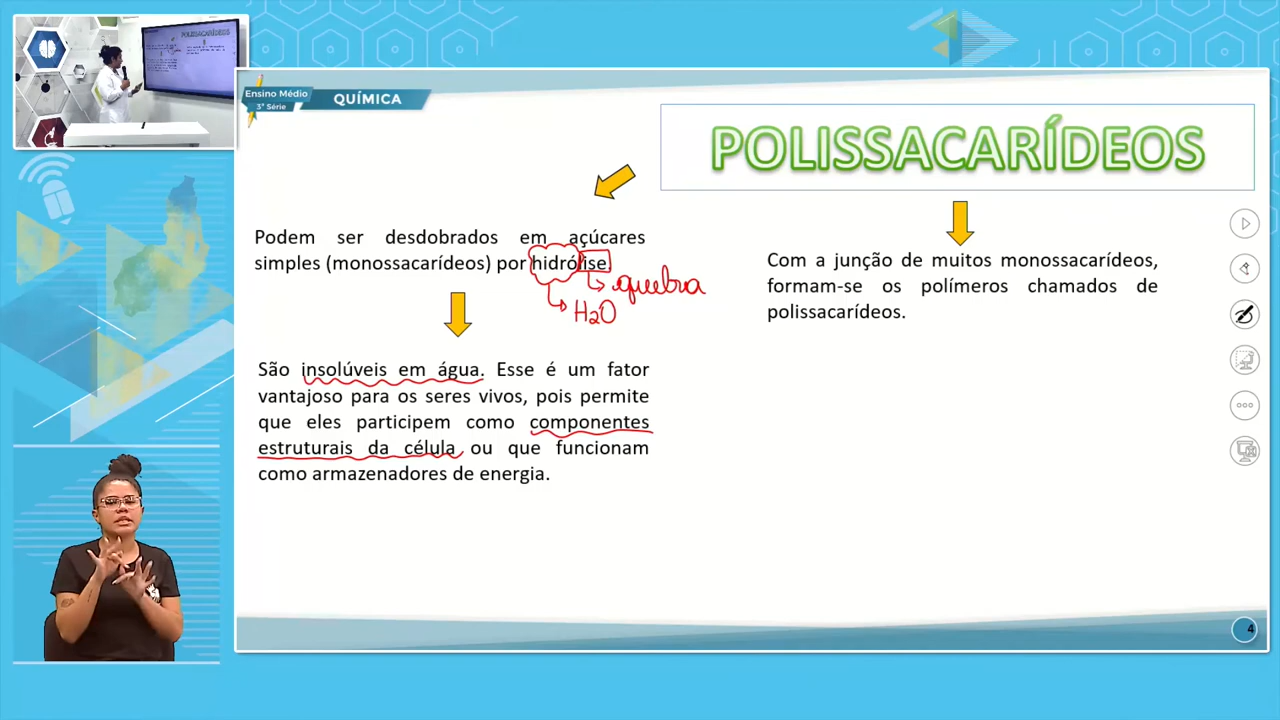 POLISSACARÍDEOS
Ensino Médio
3ª Série
QUÍMICA
POLISSACARÍDEOS
Podem ser desdobrados em açúcares
simples (monossacarídeos) por hidrólise.
quebra
H₂O
São insolúveis em água. Esse é um fator
vantajoso para os seres vivos, pois permite
que eles participem como componentes
estruturais da célula ou que funcionam
como armazenadores de energia.
Com a junção de muitos monossacarídeos,
formam-se os polímeros chamados de
polissacarídeos.
4